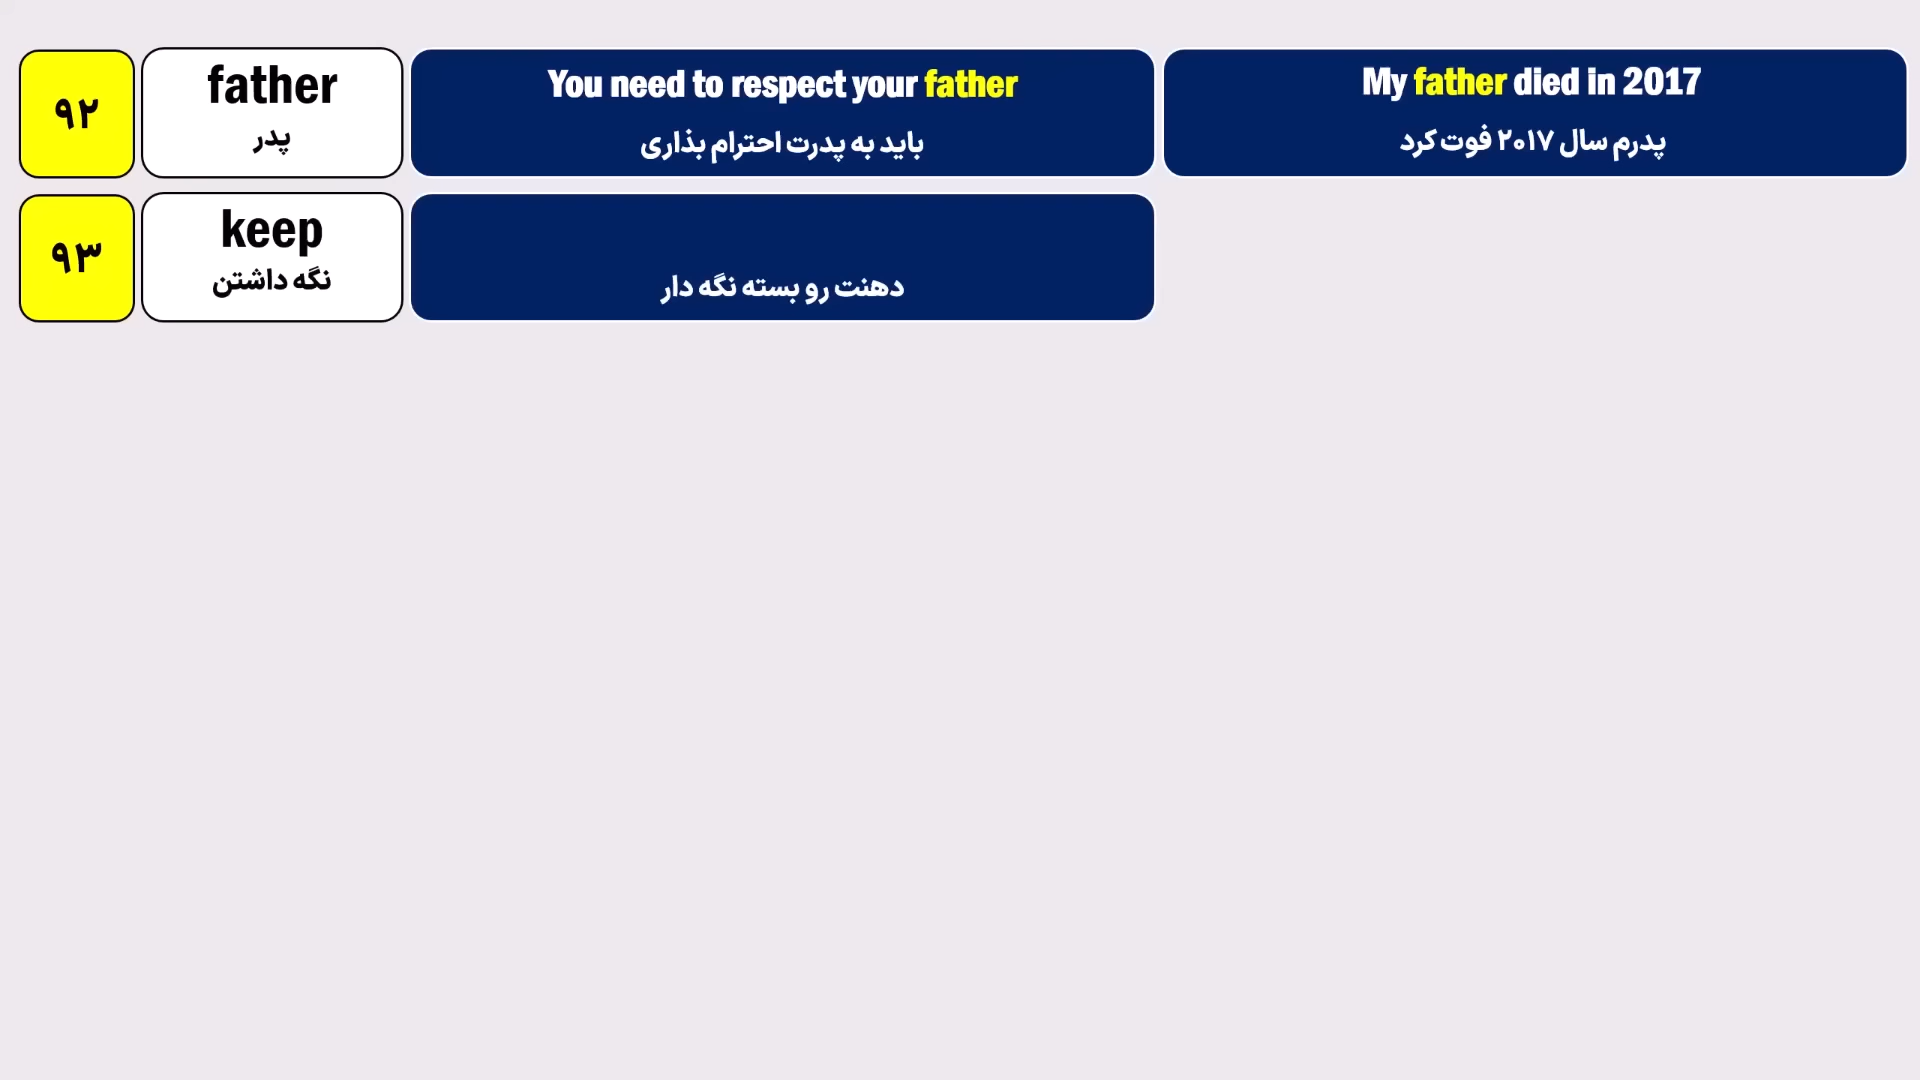 ۹۲
father
پدر
You need to respect your father
باید به پدرت احترام بذاری
My father died in 2017
پدرم سال ۲۰۱۷ فوت کرد
۹۳
keep
نگه داشتن
دهنت رو بسته نگه دار